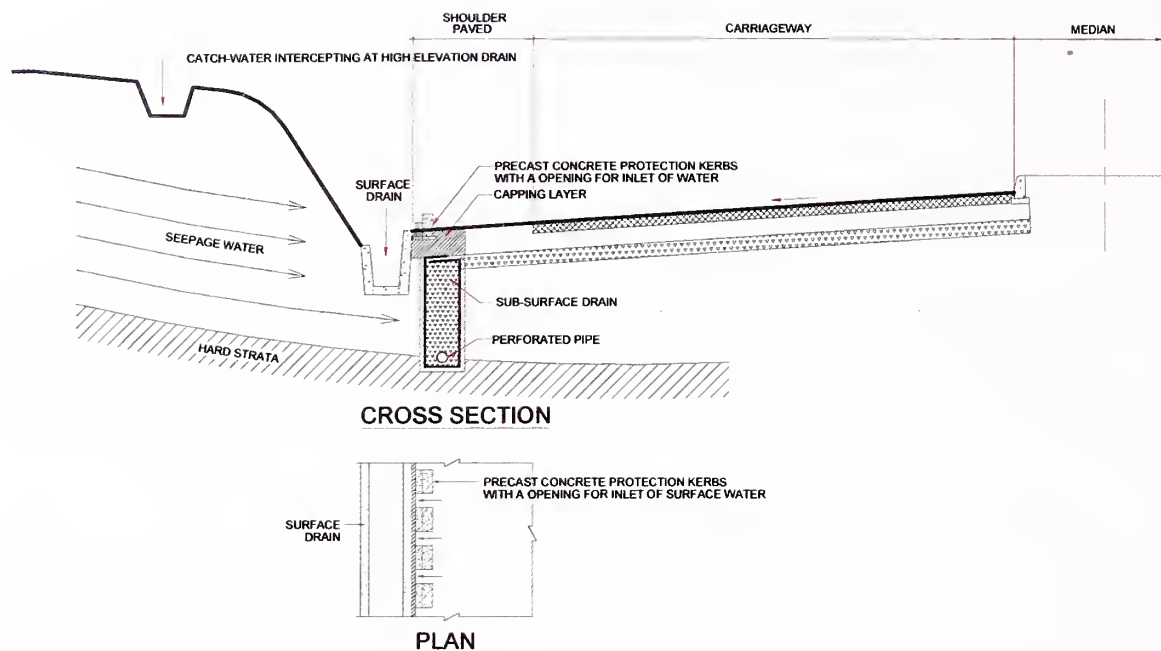 SHOULDER
PAVED
CARRIAGEWAY
MEDIAN
CATCH-WATER INTERCEPTING AT HIGH ELEVATION DRAIN
PRECAST CONCRETE PROTECTION KERBS
WITH A OPENING FOR INLET OF WATER
CAPPING LAYER
SURFACE
DRAIN
SEEPAGE WATER
SUB-SURFACE DRAIN
PERFORATED PIPE
HARD STRATA
CROSS SECTION
PRECAST CONCRETE PROTECTION KERBS
WITH A OPENING FOR INLET OF SURFACE WATER
SURFACE
DRAIN
PLAN